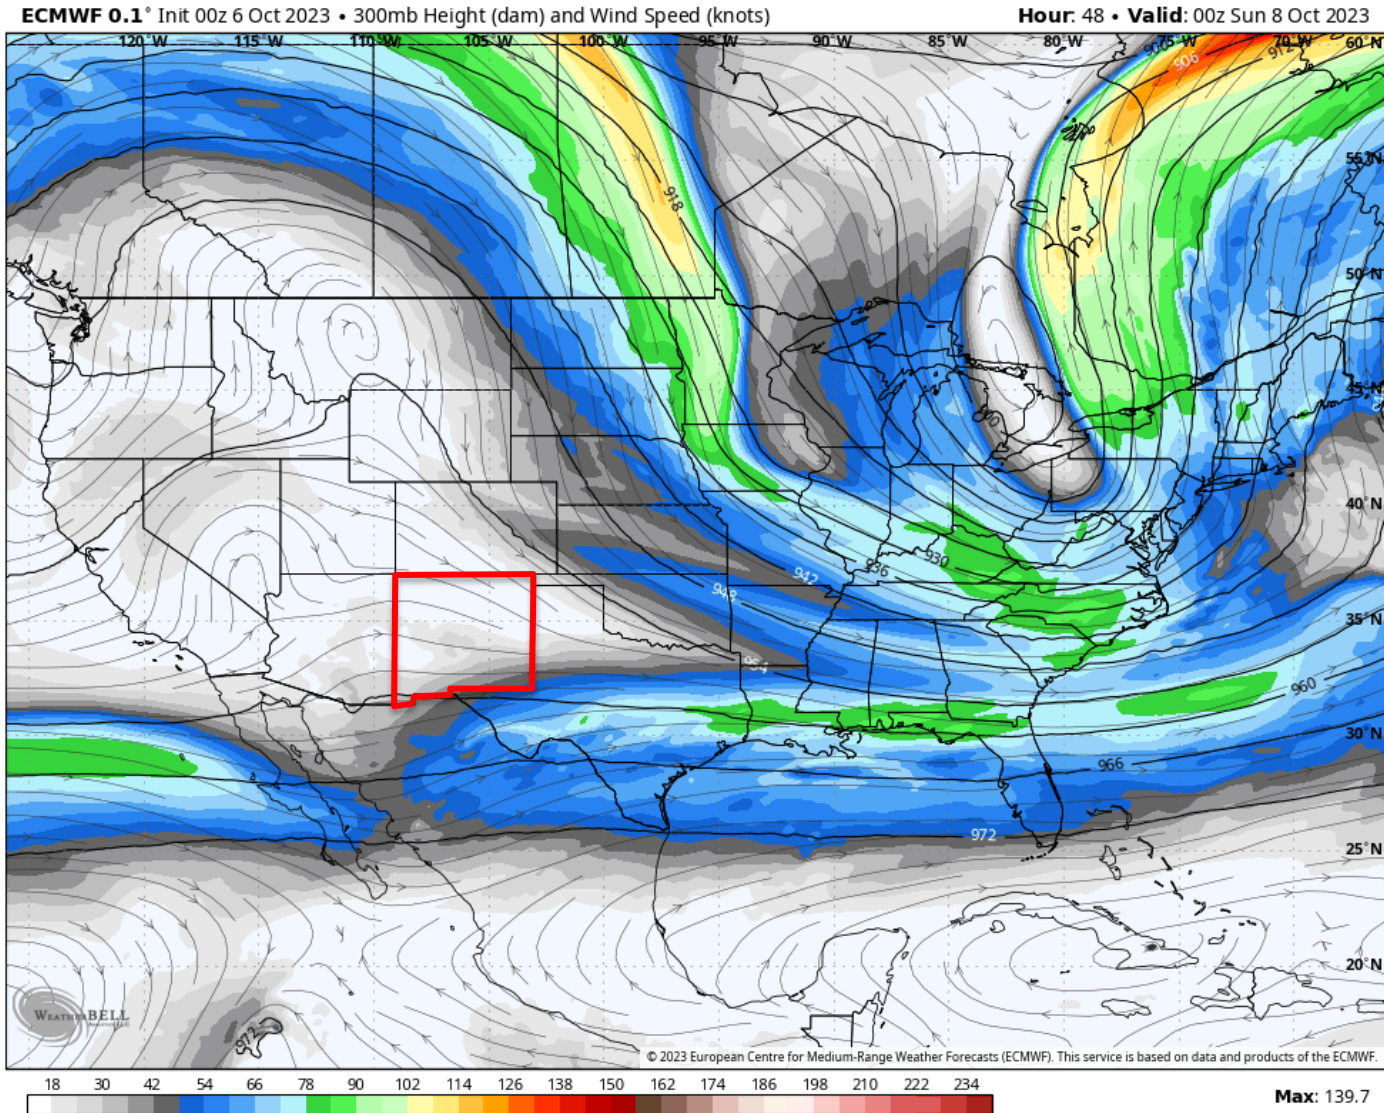 ECMWF 0.1° Init 00z 6 Oct 2023 • 300mb Height (dam) and Wind Speed (knots)
Hour: 48 • Valid: 00z Sun 8 Oct 2023
120°W 115°W 110°W 105°W 100°W 95°W 90°W 85°W 80°W 75°W 70°W 60°N
900 906 912
55°N
918
50°N
45°N
900
40°N
930
936
942
948
35°N
954
960
30°N
966
972
25°N
20°N
WEATHERBELL
972
© 2023 European Centre for Medium-Range Weather Forecasts (ECMWF). This service is based on data and products of the ECMWF.
18 30 42 54 66 78 90 102 114 126 138 150 162 174 186 198 210 222 234
Max: 139.7